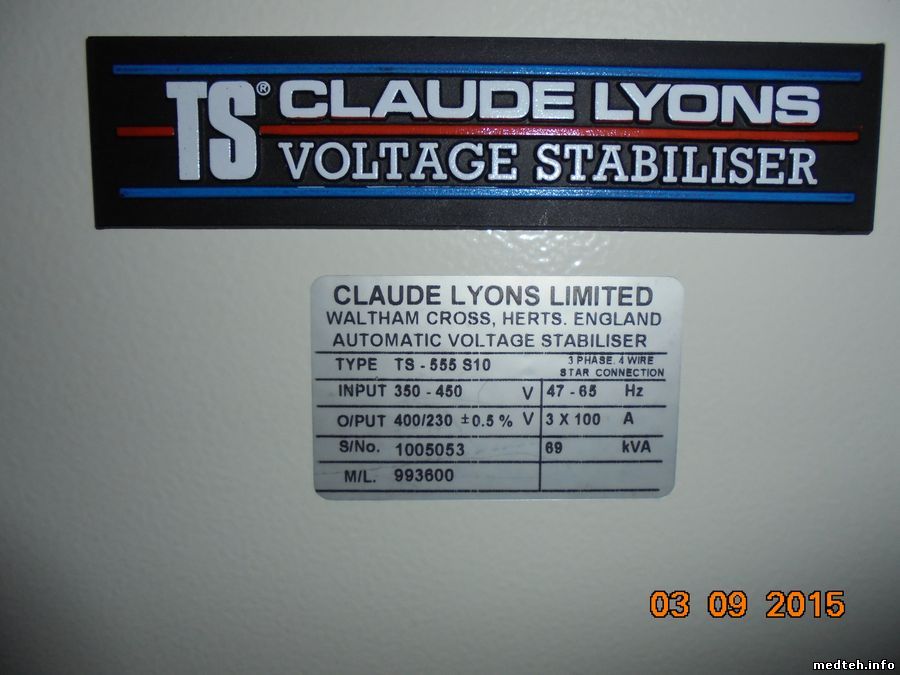 TS® CLAUDE LYONS
VOLTAGE STABILISER
CLAUDE LYONS LIMITED
WALTHAM CROSS, HERTS. ENGLAND
AUTOMATIC VOLTAGE STABILISER
TYPE TS - 555 S10 3 PHASE. 4 WIRE
STAR CONNECTION
INPUT 350 - 450 V 47 - 65 Hz
O/PUT 400/230 ±0.5 % V 3 X 100 A
S/No. 1005053 69 kVA
M/L. 993600
03 09 2015
medteh.info